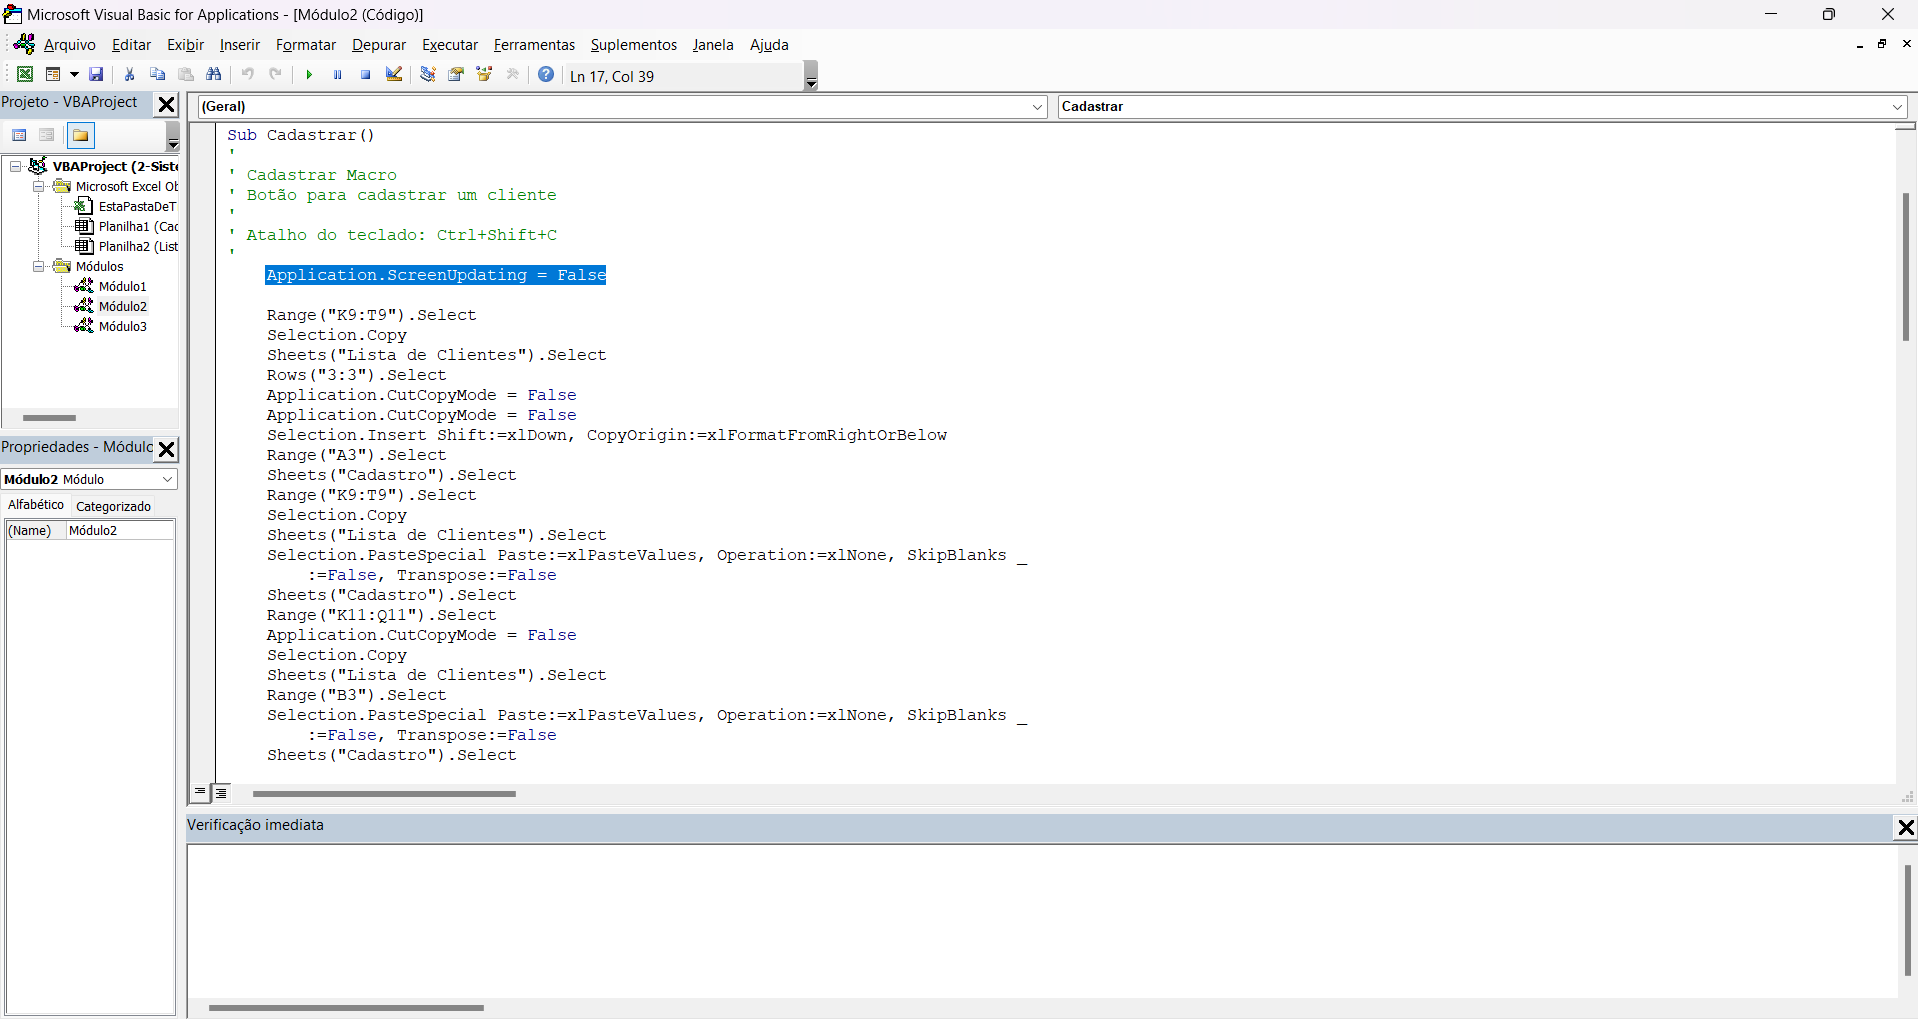 Microsoft Visual Basic for Applications - [Módulo2 (Código)]
Arquivo Editar Exibir Inserir Formatar Depurar Executar Ferramentas Suplementos Janela Ajuda
Ln 17, Col 39
Projeto - VBAProject
(Geral)
Cadastrar
VBAProject (2-Siste
Microsoft Excel Ob
EstaPastaDeT
Planilha1 (Cad
Planilha2 (List
Módulos
Módulo1
Módulo2
Módulo3
Propriedades - Módulo
Módulo2 Módulo
Alfabético Categorizado
(Name) Módulo2
Sub Cadastrar()
'
' Cadastrar Macro
' Botão para cadastrar um cliente
'
' Atalho do teclado: Ctrl+Shift+C
'
Application.ScreenUpdating = False
Range("K9:T9").Select
Selection.Copy
Sheets("Lista de Clientes").Select
Rows("3:3").Select
Application.CutCopyMode = False
Application.CutCopyMode = False
Selection.Insert Shift:=xlDown, CopyOrigin:=xlFormatFromRightOrBelow
Range("A3").Select
Sheets("Cadastro").Select
Range("K9:T9").Select
Selection.Copy
Sheets("Lista de Clientes").Select
Selection.PasteSpecial Paste:=xlPasteValues, Operation:=xlNone, SkipBlanks _
:=False, Transpose:=False
Sheets("Cadastro").Select
Range("K11:Q11").Select
Application.CutCopyMode = False
Selection.Copy
Sheets("Lista de Clientes").Select
Range("B3").Select
Selection.PasteSpecial Paste:=xlPasteValues, Operation:=xlNone, SkipBlanks _
:=False, Transpose:=False
Sheets("Cadastro").Select
Verificação imediata